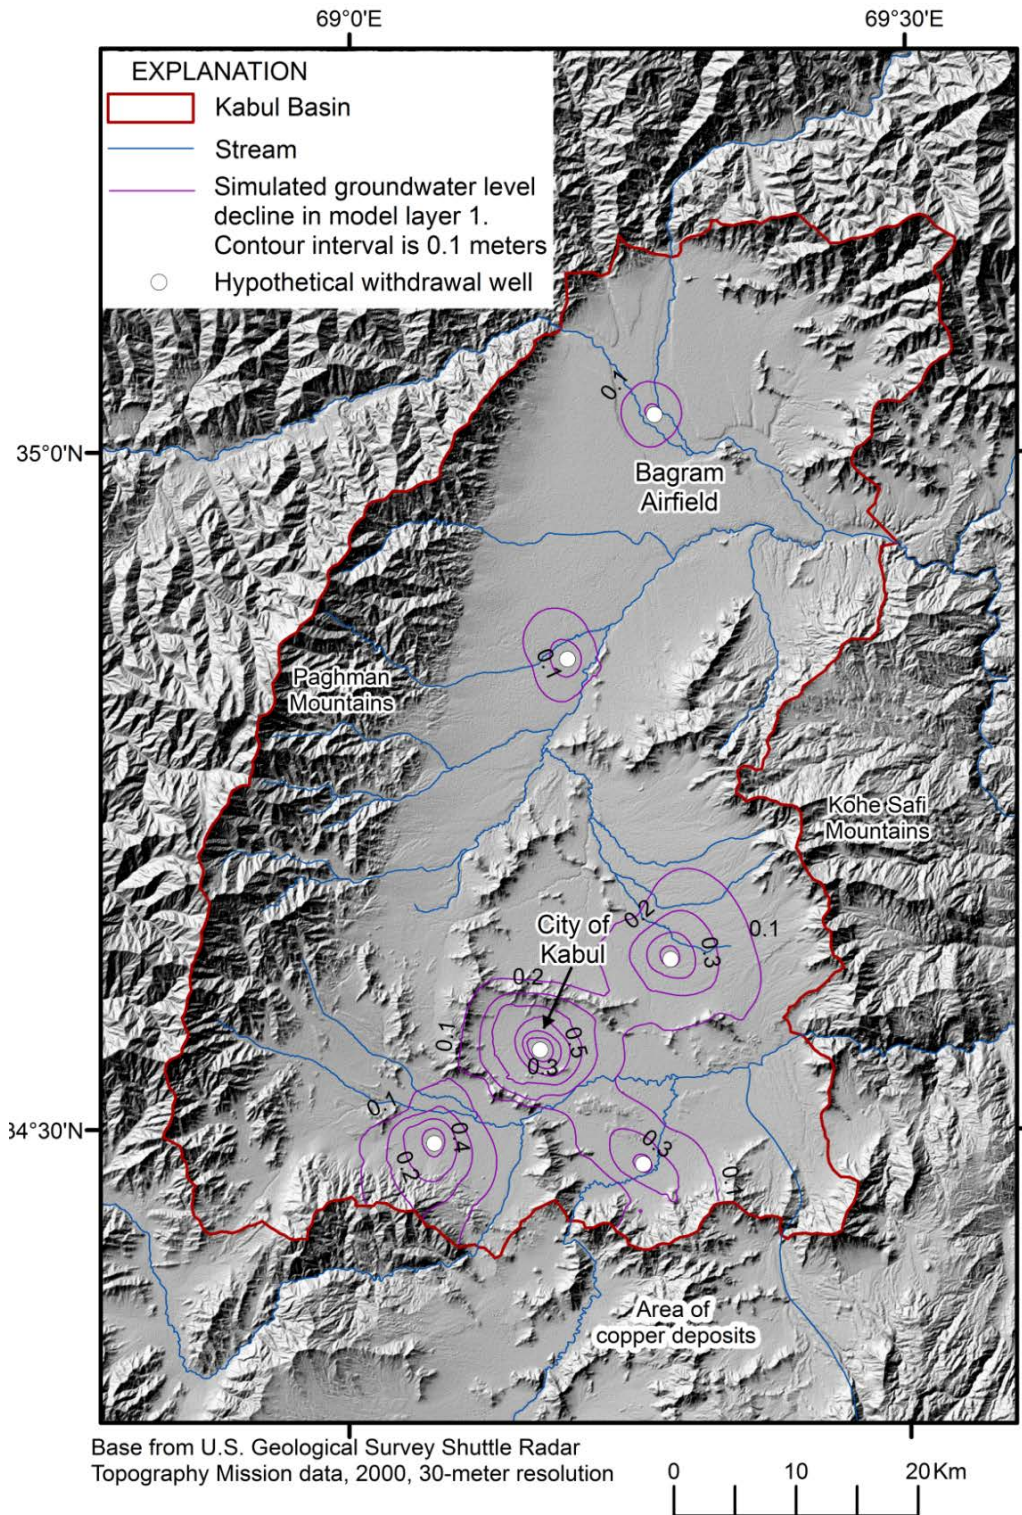 69°0'E
69°30'E
EXPLANATION
Kabul Basin
Stream
Simulated groundwater level
decline in model layer 1.
Contour interval is 0.1 meters
Hypothetical withdrawal well
0.1
35°0'N
Bagram
Airfield
0.1
Paghman
Mountains
Kohe Safi
Mountains
0.2
City of
Kabul
0.1
0.3
0.2
0.1
0.5
0.3
0.1
34°30'N
0.4
0.3
0.2
0.1
Area of
copper deposits
Base from U.S. Geological Survey Shuttle Radar
Topography Mission data, 2000, 30-meter resolution
0 10 20 Km